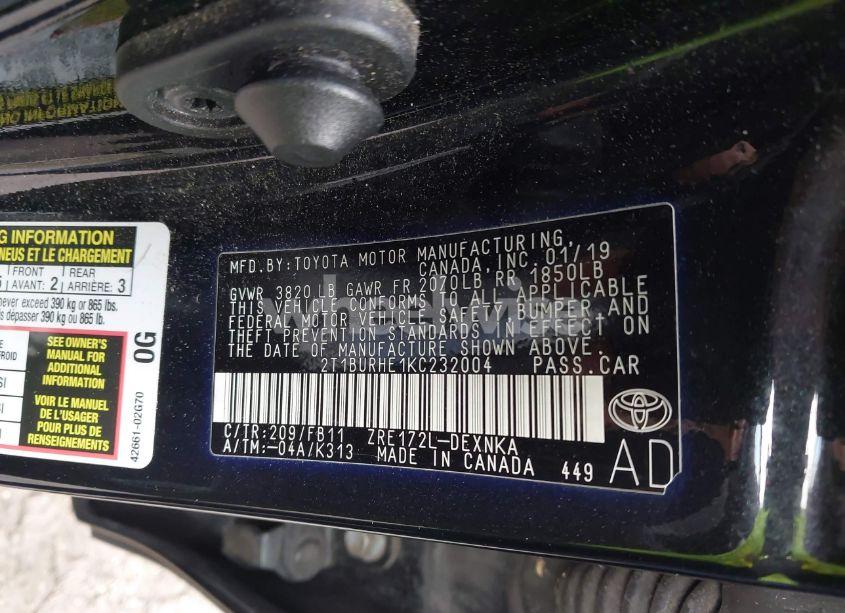 G INFORMATION
NEUS ET LE CHARGEMENT
FRONT REAR
AVANT: 2 ARRIÈRE: 3
never exceed 390 kg or 865 lbs.
dépasser 390 kg ou 865 lb.
SEE OWNER'S
MANUAL FOR
ADDITIONAL
INFORMATION
VOIR LE MANUEL
DE L'USAGER
POUR PLUS DE
RENSEIGNEMENTS
0G
42661-02G70
MFD.BY:TOYOTA MOTOR MANUFACTURING,
CANADA, INC. 01/19
GVWR 3820 LB GAWR FR 2070LB RR 1850LB
THIS VEHICLE CONFORMS TO ALL APPLICABLE
FEDERAL MOTOR VEHICLE SAFETY, BUMPER, AND
THEFT PREVENTION STANDARDS IN EFFECT ON
THE DATE OF MANUFACTURE SHOWN ABOVE.
2T1BURHE1KC232004 PASS.CAR
C/TR:209/FB11 ZRE172L-DEXNKA
A/TM:-04A/K313 MADE IN CANADA 449
AD